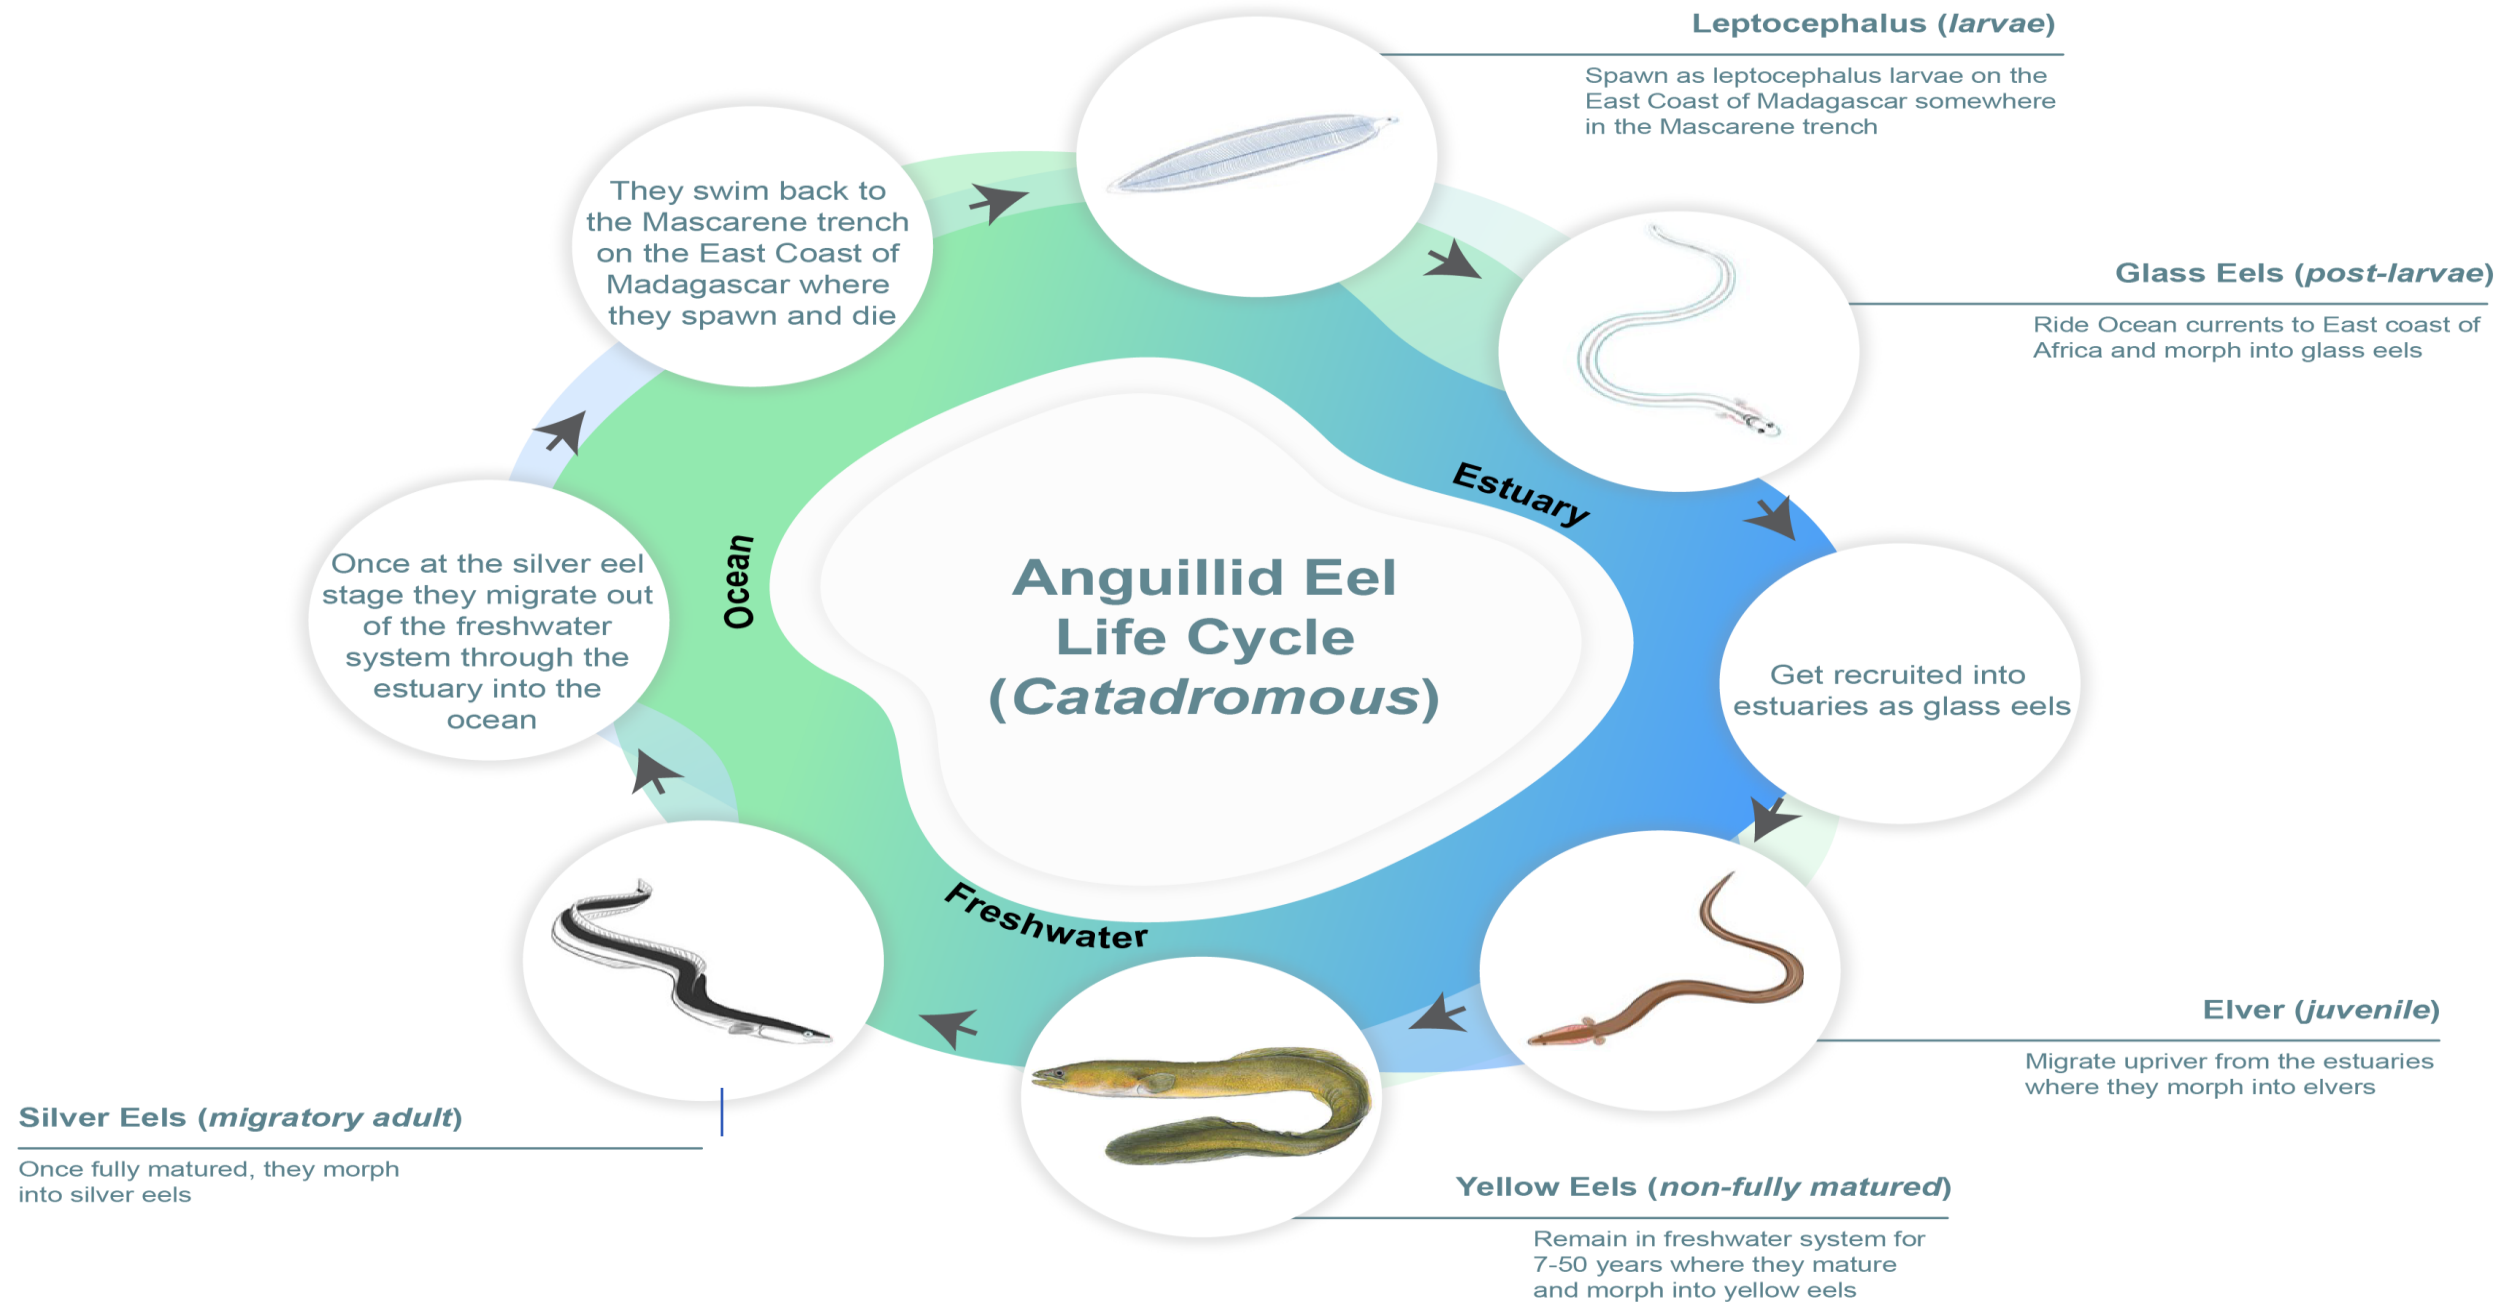 Leptocephalus (larvae)
Spawn as leptocephalus larvae on the
East Coast of Madagascar somewhere
in the Mascarene trench
They swim back to
the Mascarene trench
on the East Coast of
Madagascar where
they spawn and die
Glass Eels (post-larvae)
Ride Ocean currents to East coast of
Africa and morph into glass eels
Estuary
Ocean
Anguillid Eel
Life Cycle
(Catadromous)
Once at the silver eel
stage they migrate out
of the freshwater
system through the
estuary into the
ocean
Get recruited into
estuaries as glass eels
Freshwater
Elver (juvenile)
Migrate upriver from the estuaries
where they morph into elvers
Silver Eels (migratory adult)
Once fully matured, they morph
into silver eels
Yellow Eels (non-fully matured)
Remain in freshwater system for
7-50 years where they mature
and morph into yellow eels